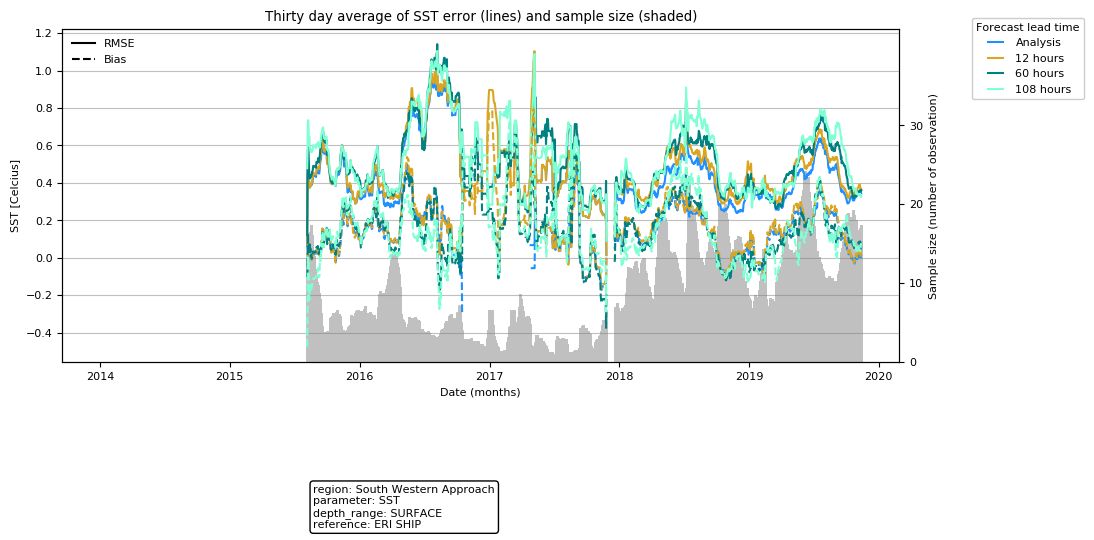 Thirty day average of SST error (lines) and sample size (shaded)
Forecast lead time
Analysis
12 hours
60 hours
108 hours
RMSE
Bias
1.2
1.0
0.8
0.6
0.4
0.2
0.0
−0.2
−0.4
SST [Celcius]
30
20
10
0
Sample size (number of observation)
2014 2015 2016 2017 2018 2019 2020
Date (months)
region: South Western Approach
parameter: SST
depth_range: SURFACE
reference: ERI SHIP